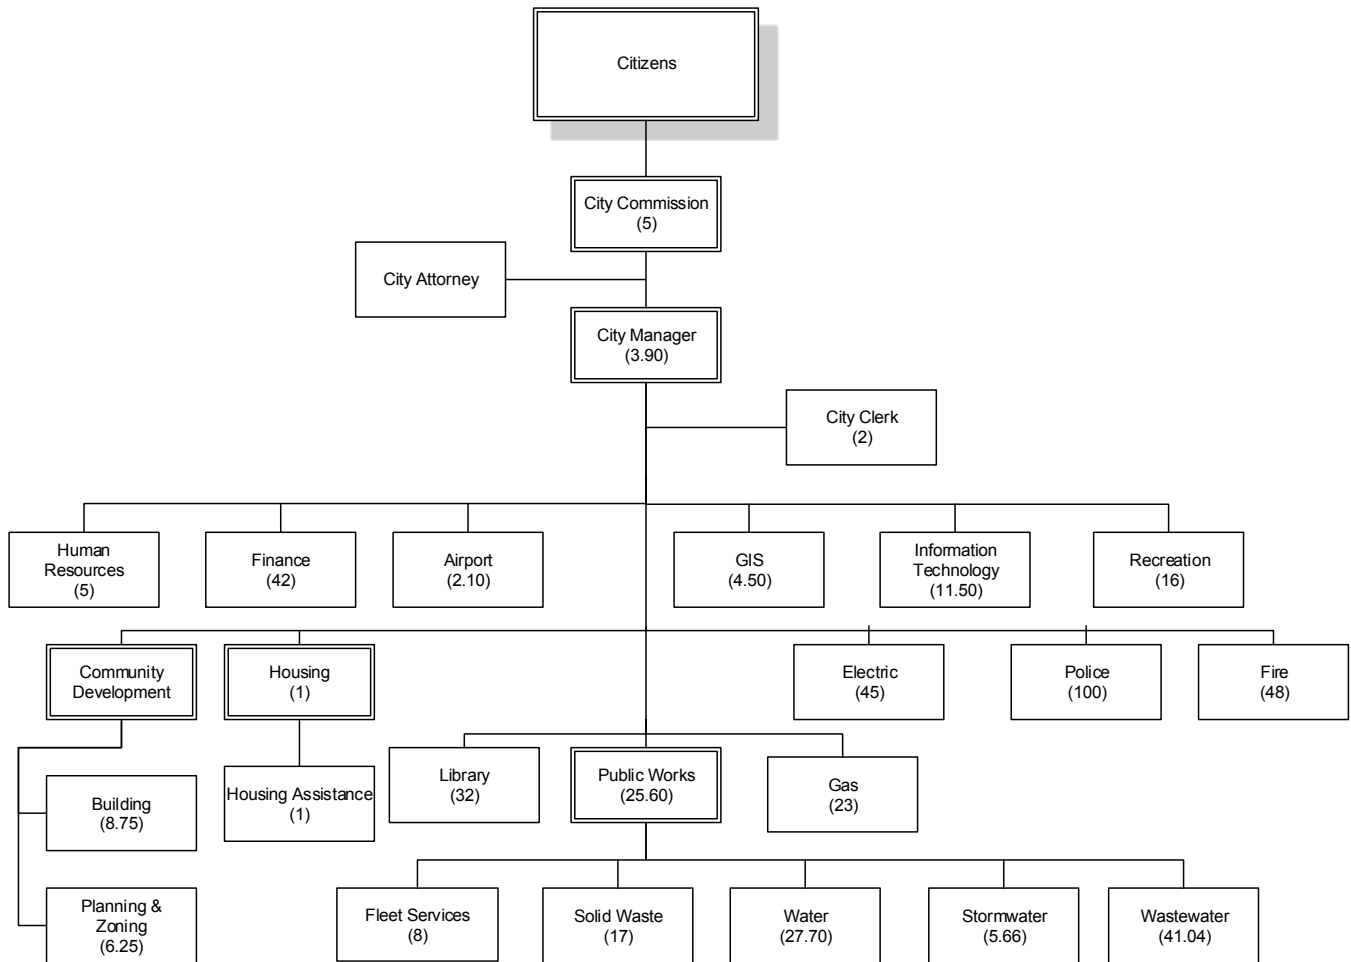 Citizens
City Commission
(5)
City Attorney
City Manager
(3.90)
City Clerk
(2)
Human
Resources
(5)
Finance
(42)
Airport
(2.10)
GIS
(4.50)
Information
Technology
(11.50)
Recreation
(16)
Community
Development
Housing
(1)
Electric
(45)
Police
(100)
Fire
(48)
Library
(32)
Public Works
(25.60)
Gas
(23)
Building
(8.75)
Housing Assistance
(1)
Planning &
Zoning
(6.25)
Fleet Services
(8)
Solid Waste
(17)
Water
(27.70)
Stormwater
(5.66)
Wastewater
(41.04)